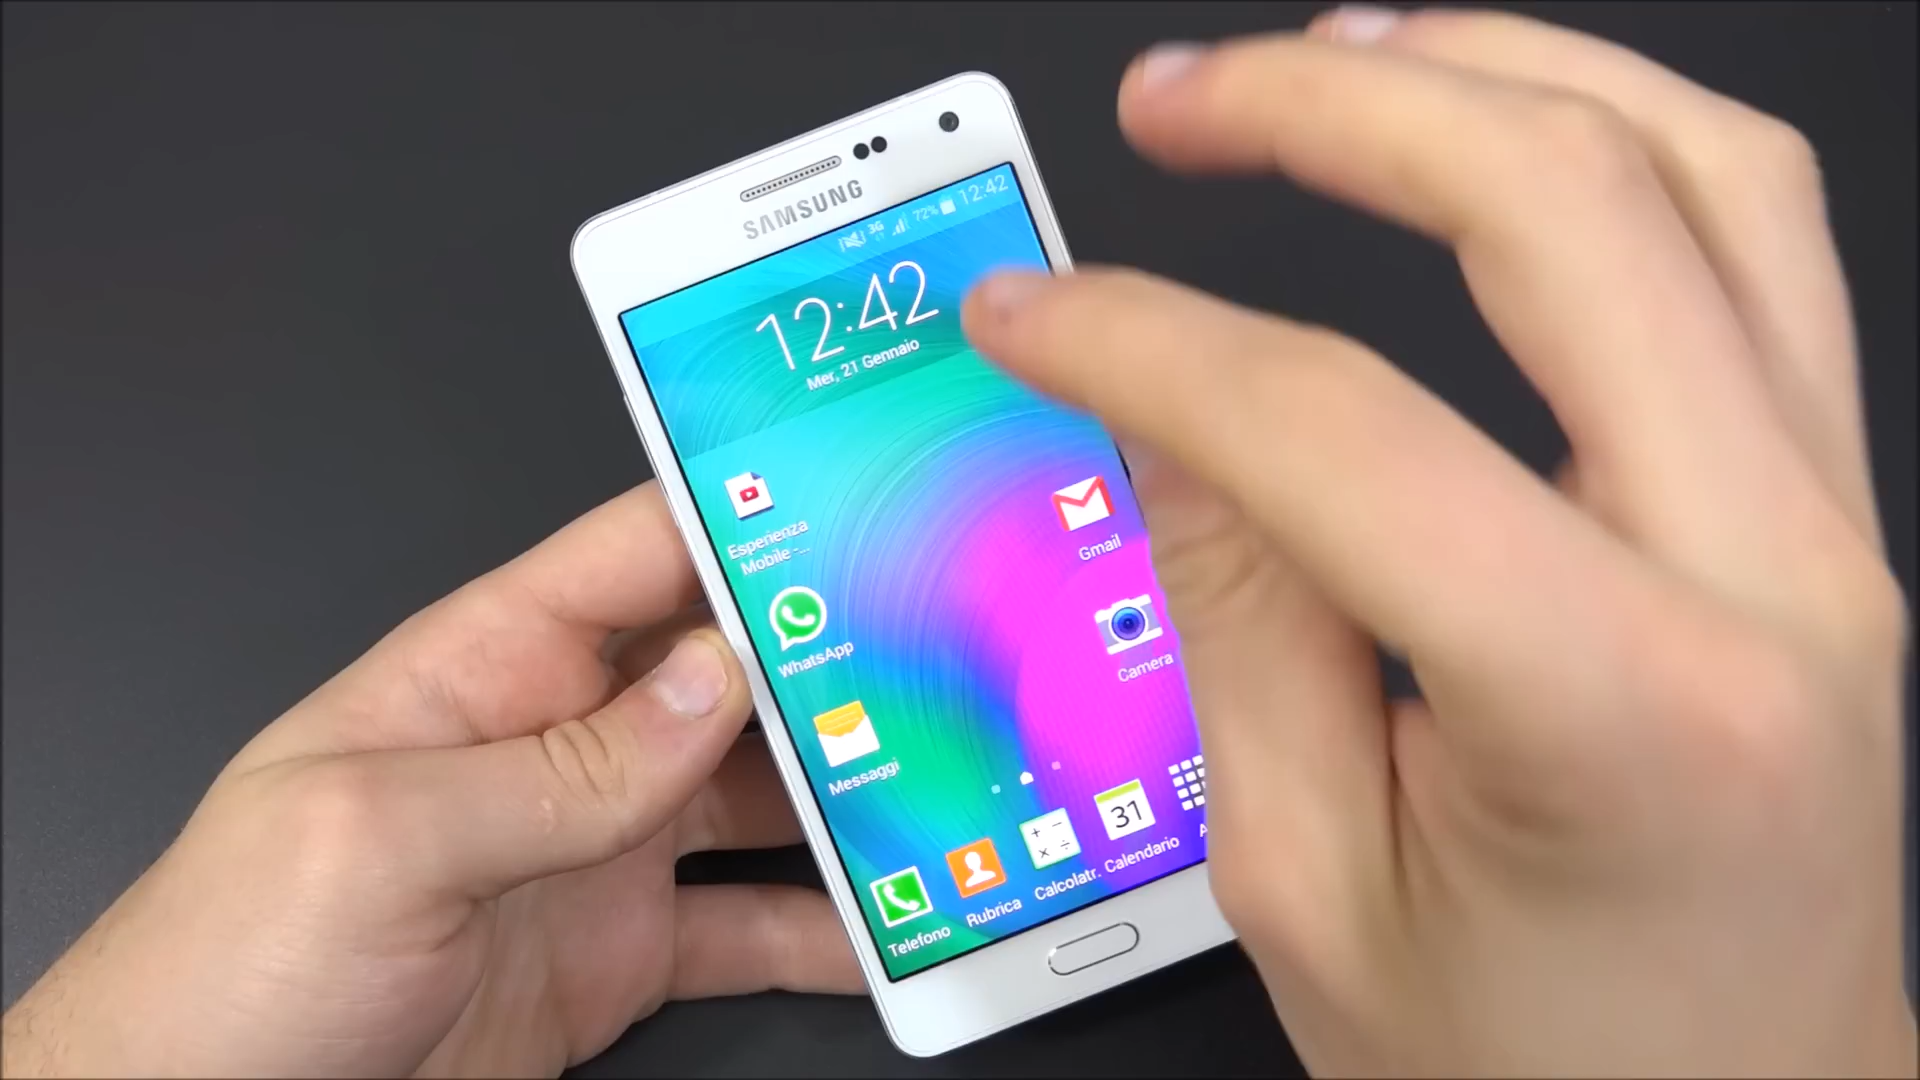 SAMSUNG
3G 72% 12:42
12:42
Mer, 21 Gennaio
Esperienza
Mobile -...
Gmail
WhatsApp
Camera
Messaggi
31
Telefono
Rubrica
Calcolatr.
Calendario